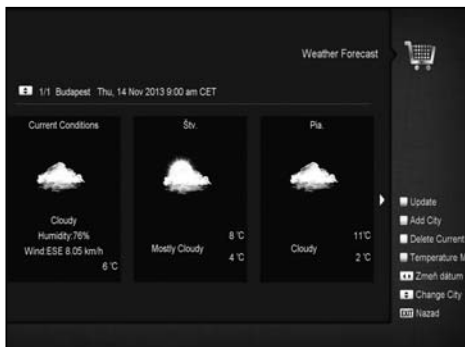 Weather Forecast
1/1 Budapest Thu, 14 Nov 2013 9:00 am CET
Current Conditions
Cloudy
Humidity:76%
Wind:ESE 8.05 km/h
6 °C
Štv.
8 °C
Mostly Cloudy
4 °C
Pia.
11°C
Cloudy
2 °C
Update
Add City
Delete Current
Temperature M
Zmeň dátum
Change City
EXIT Nazad